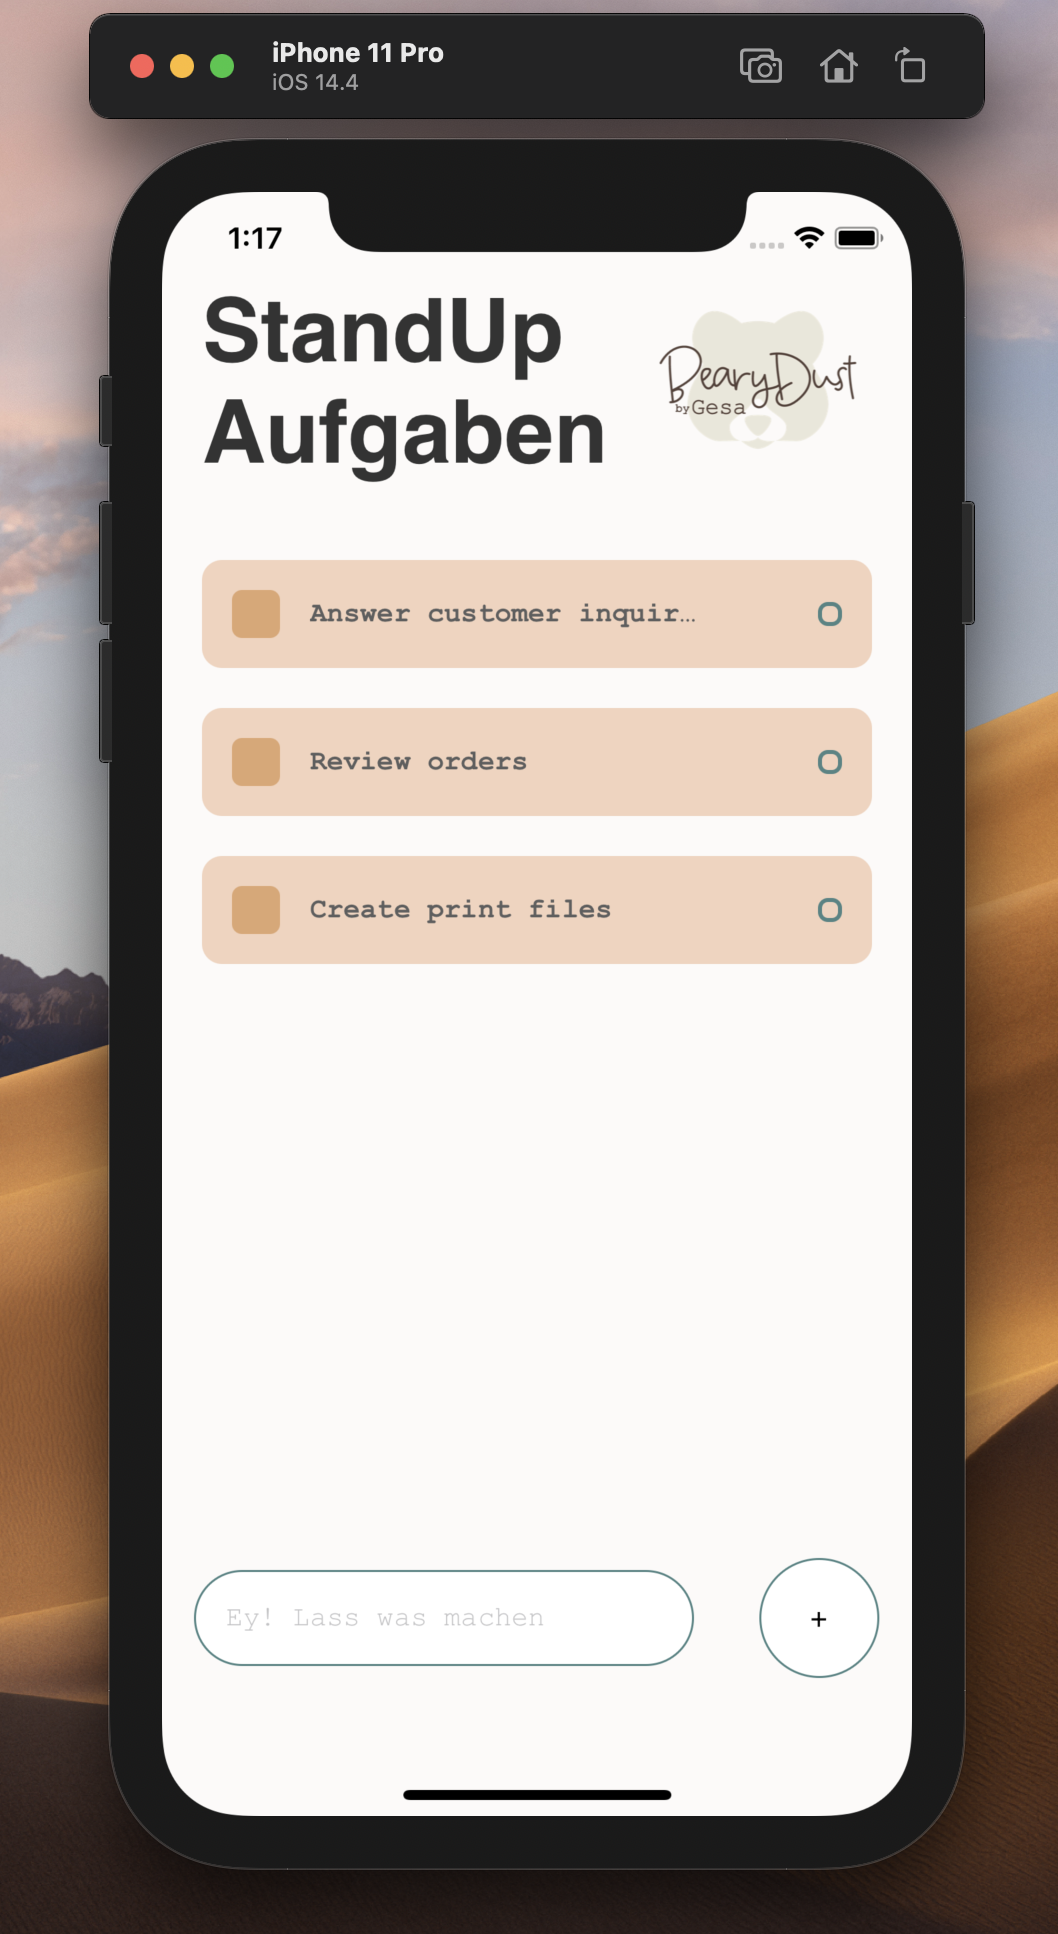 iPhone 11 Pro
iOS 14.4
1:17
StandUp
Aufgaben
BearyDust
by Gesa
Answer customer inquir…
Review orders
Create print files
Ey! Lass was machen
+